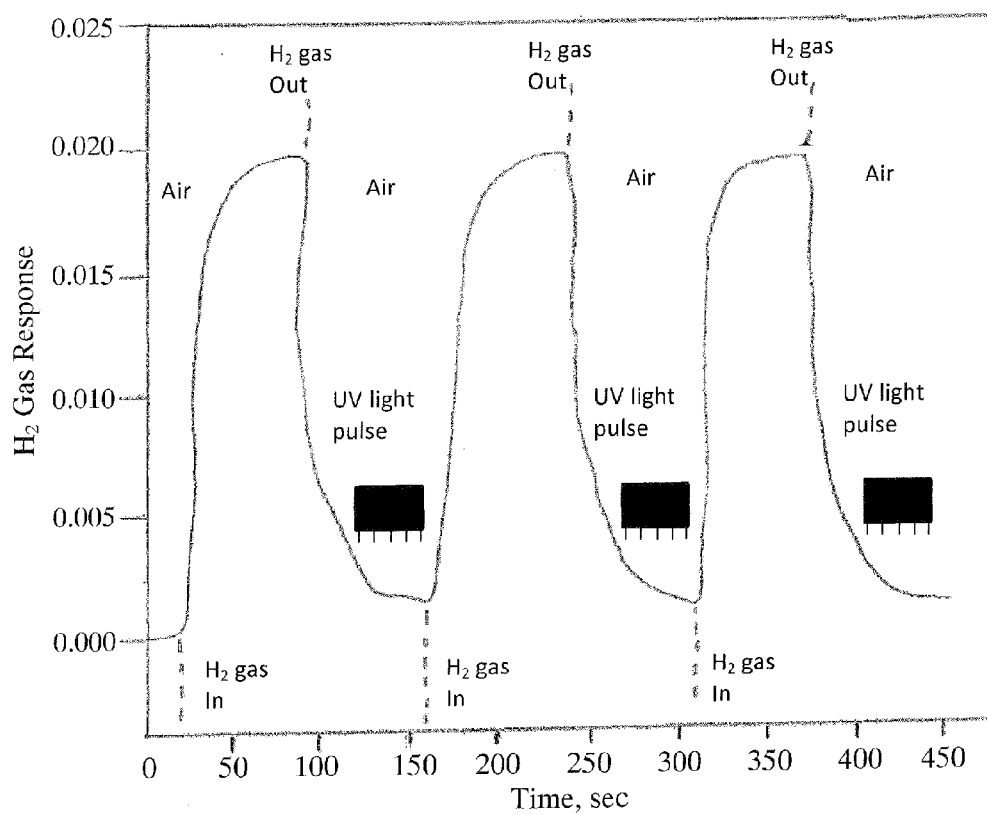 0.025
0.020
0.015
0.010
0.005
0.000
H₂ Gas Response
H₂ gas
Out
H₂ gas
Out
H₂ gas
Out
Air
Air
Air
Air
UV light
pulse
UV light
pulse
UV light
pulse
H₂ gas
In
H₂ gas
In
H₂ gas
In
0 50 100 150 200 250 300 350 400 450
Time, sec